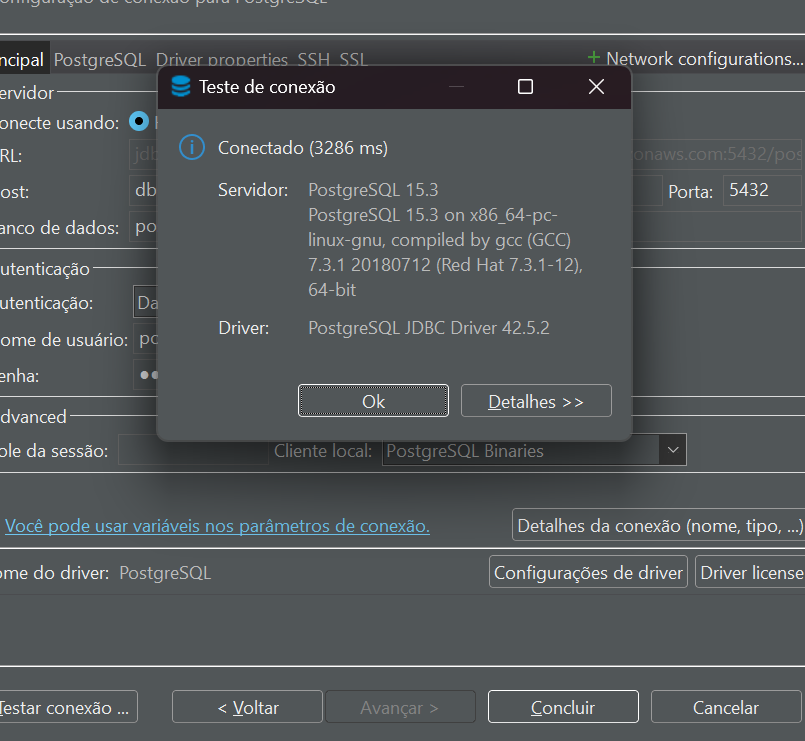 onfiguração de conexão para PostgreSQL
ncipal PostgreSQL Driver properties SSH SSL + Network configurations...
Teste de conexão
ervidor
onecte usando:
RL: jdb onaws.com:5432/pos
ost: db Porta: 5432
anco de dados: po
Conectado (3286 ms)
Servidor: PostgreSQL 15.3
PostgreSQL 15.3 on x86_64-pc-
linux-gnu, compiled by gcc (GCC)
7.3.1 20180712 (Red Hat 7.3.1-12),
64-bit
Driver: PostgreSQL JDBC Driver 42.5.2
Ok Detalhes >>
utenticação
utenticação: Da
ome de usuário: po
enha: ●●
dvanced
ole da sessão: Cliente local: PostgreSQL Binaries
Você pode usar variáveis nos parâmetros de conexão.
Detalhes da conexão (nome, tipo, ...)
ome do driver: PostgreSQL Configurações de driver Driver license
Testar conexão ... < Voltar Avançar > Concluir Cancelar